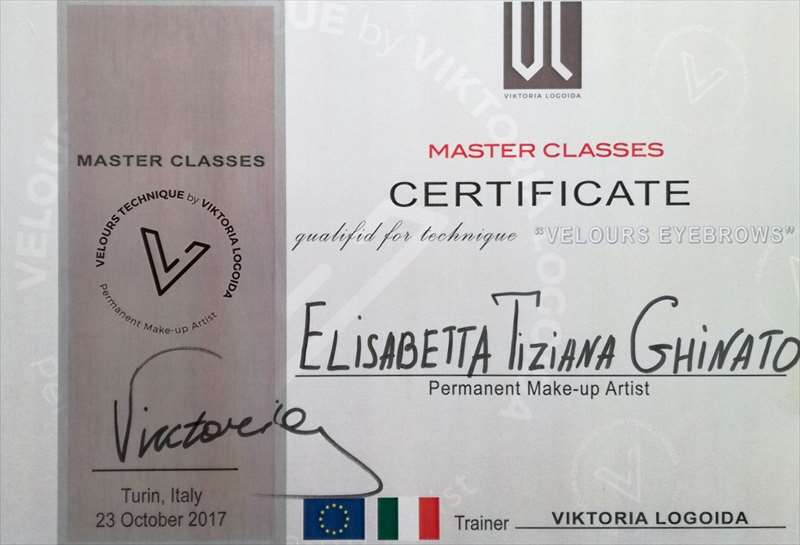 MASTER CLASSES
VELOURS TECHNIQUE by VIKTORIA LOGOIDA
Permanent Make-up Artist
Viktoria
Turin, Italy
23 October 2017
VL
VIKTORIA LOGOIDA
MASTER CLASSES
CERTIFICATE
qualifid for technique "VELOURS EYEBROWS"
ELISABETTA TIZIANA GHINATO
Permanent Make-up Artist
Trainer VIKTORIA LOGOIDA